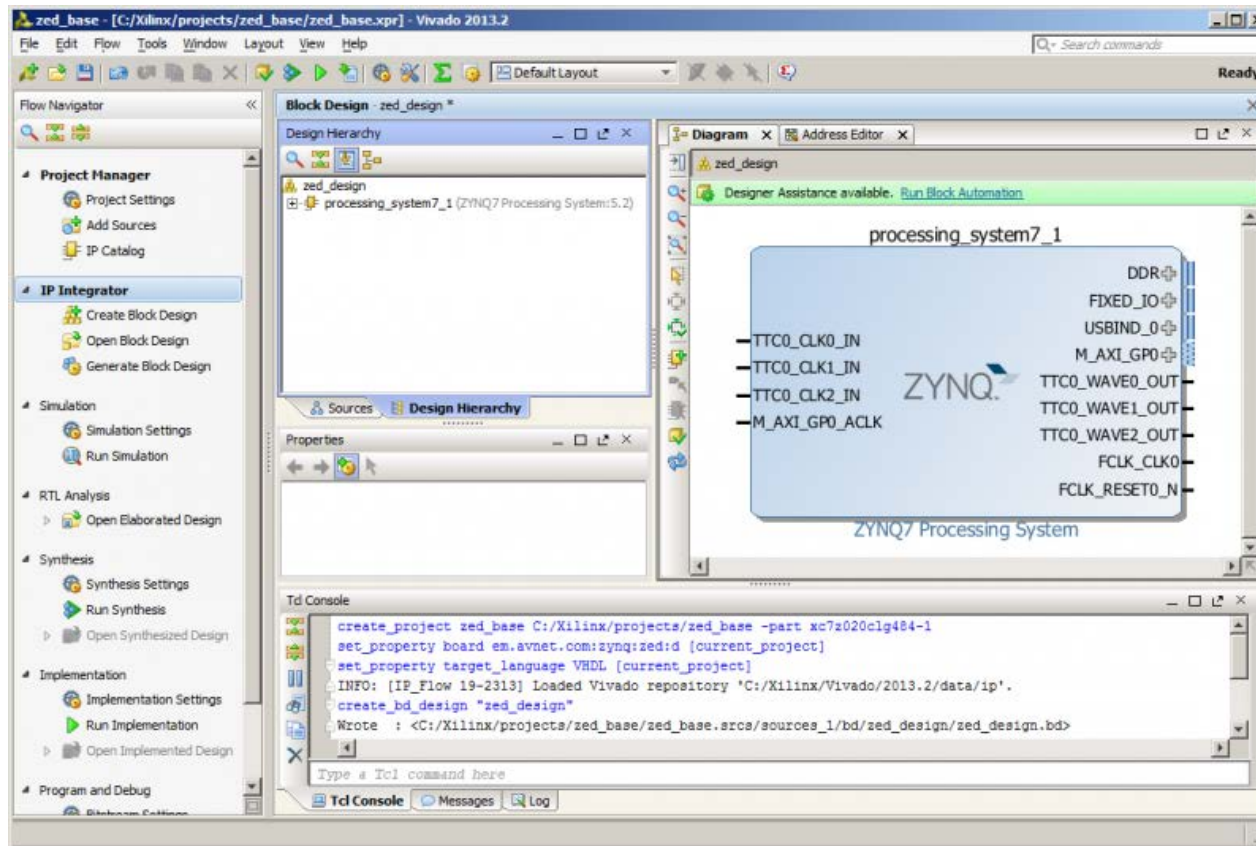 zed_base - [C:/Xilinx/projects/zed_base/zed_base.xpr] - Vivado 2013.2
File Edit Flow Tools Window Layout View Help
Search commands
Default Layout
Ready
Flow Navigator
Project Manager
Project Settings
Add Sources
IP Catalog
IP Integrator
Create Block Design
Open Block Design
Generate Block Design
Simulation
Simulation Settings
Run Simulation
RTL Analysis
Open Elaborated Design
Synthesis
Synthesis Settings
Run Synthesis
Open Synthesized Design
Implementation
Implementation Settings
Run Implementation
Open Implemented Design
Program and Debug
Bitstream Settings
Block Design - zed_design *
Design Hierarchy
zed_design
processing_system7_1 (ZYNQ7 Processing System:5.2)
Sources Design Hierarchy
Properties
Diagram Address Editor
zed_design
Designer Assistance available. Run Block Automation
processing_system7_1
DDR
FIXED_IO
USBIND_0
M_AXI_GP0
TTC0_WAVE0_OUT
TTC0_WAVE1_OUT
TTC0_WAVE2_OUT
FCLK_CLK0
FCLK_RESET0_N
TTC0_CLK0_IN
TTC0_CLK1_IN
TTC0_CLK2_IN
M_AXI_GP0_ACLK
ZYNQ.
ZYNQ7 Processing System
Tcl Console
create_project zed_base C:/Xilinx/projects/zed_base -part xc7z020clg484-1
set_property board em.avnet.com:zynq:zed:d [current_project]
set_property target_language VHDL [current_project]
INFO: [IP_Flow 19-2313] Loaded Vivado repository 'C:/Xilinx/Vivado/2013.2/data/ip'.
create_bd_design "zed_design"
Wrote : <C:/Xilinx/projects/zed_base/zed_base.srcs/sources_1/bd/zed_design/zed_design.bd>
Type a Tcl command here
Tcl Console Messages Log